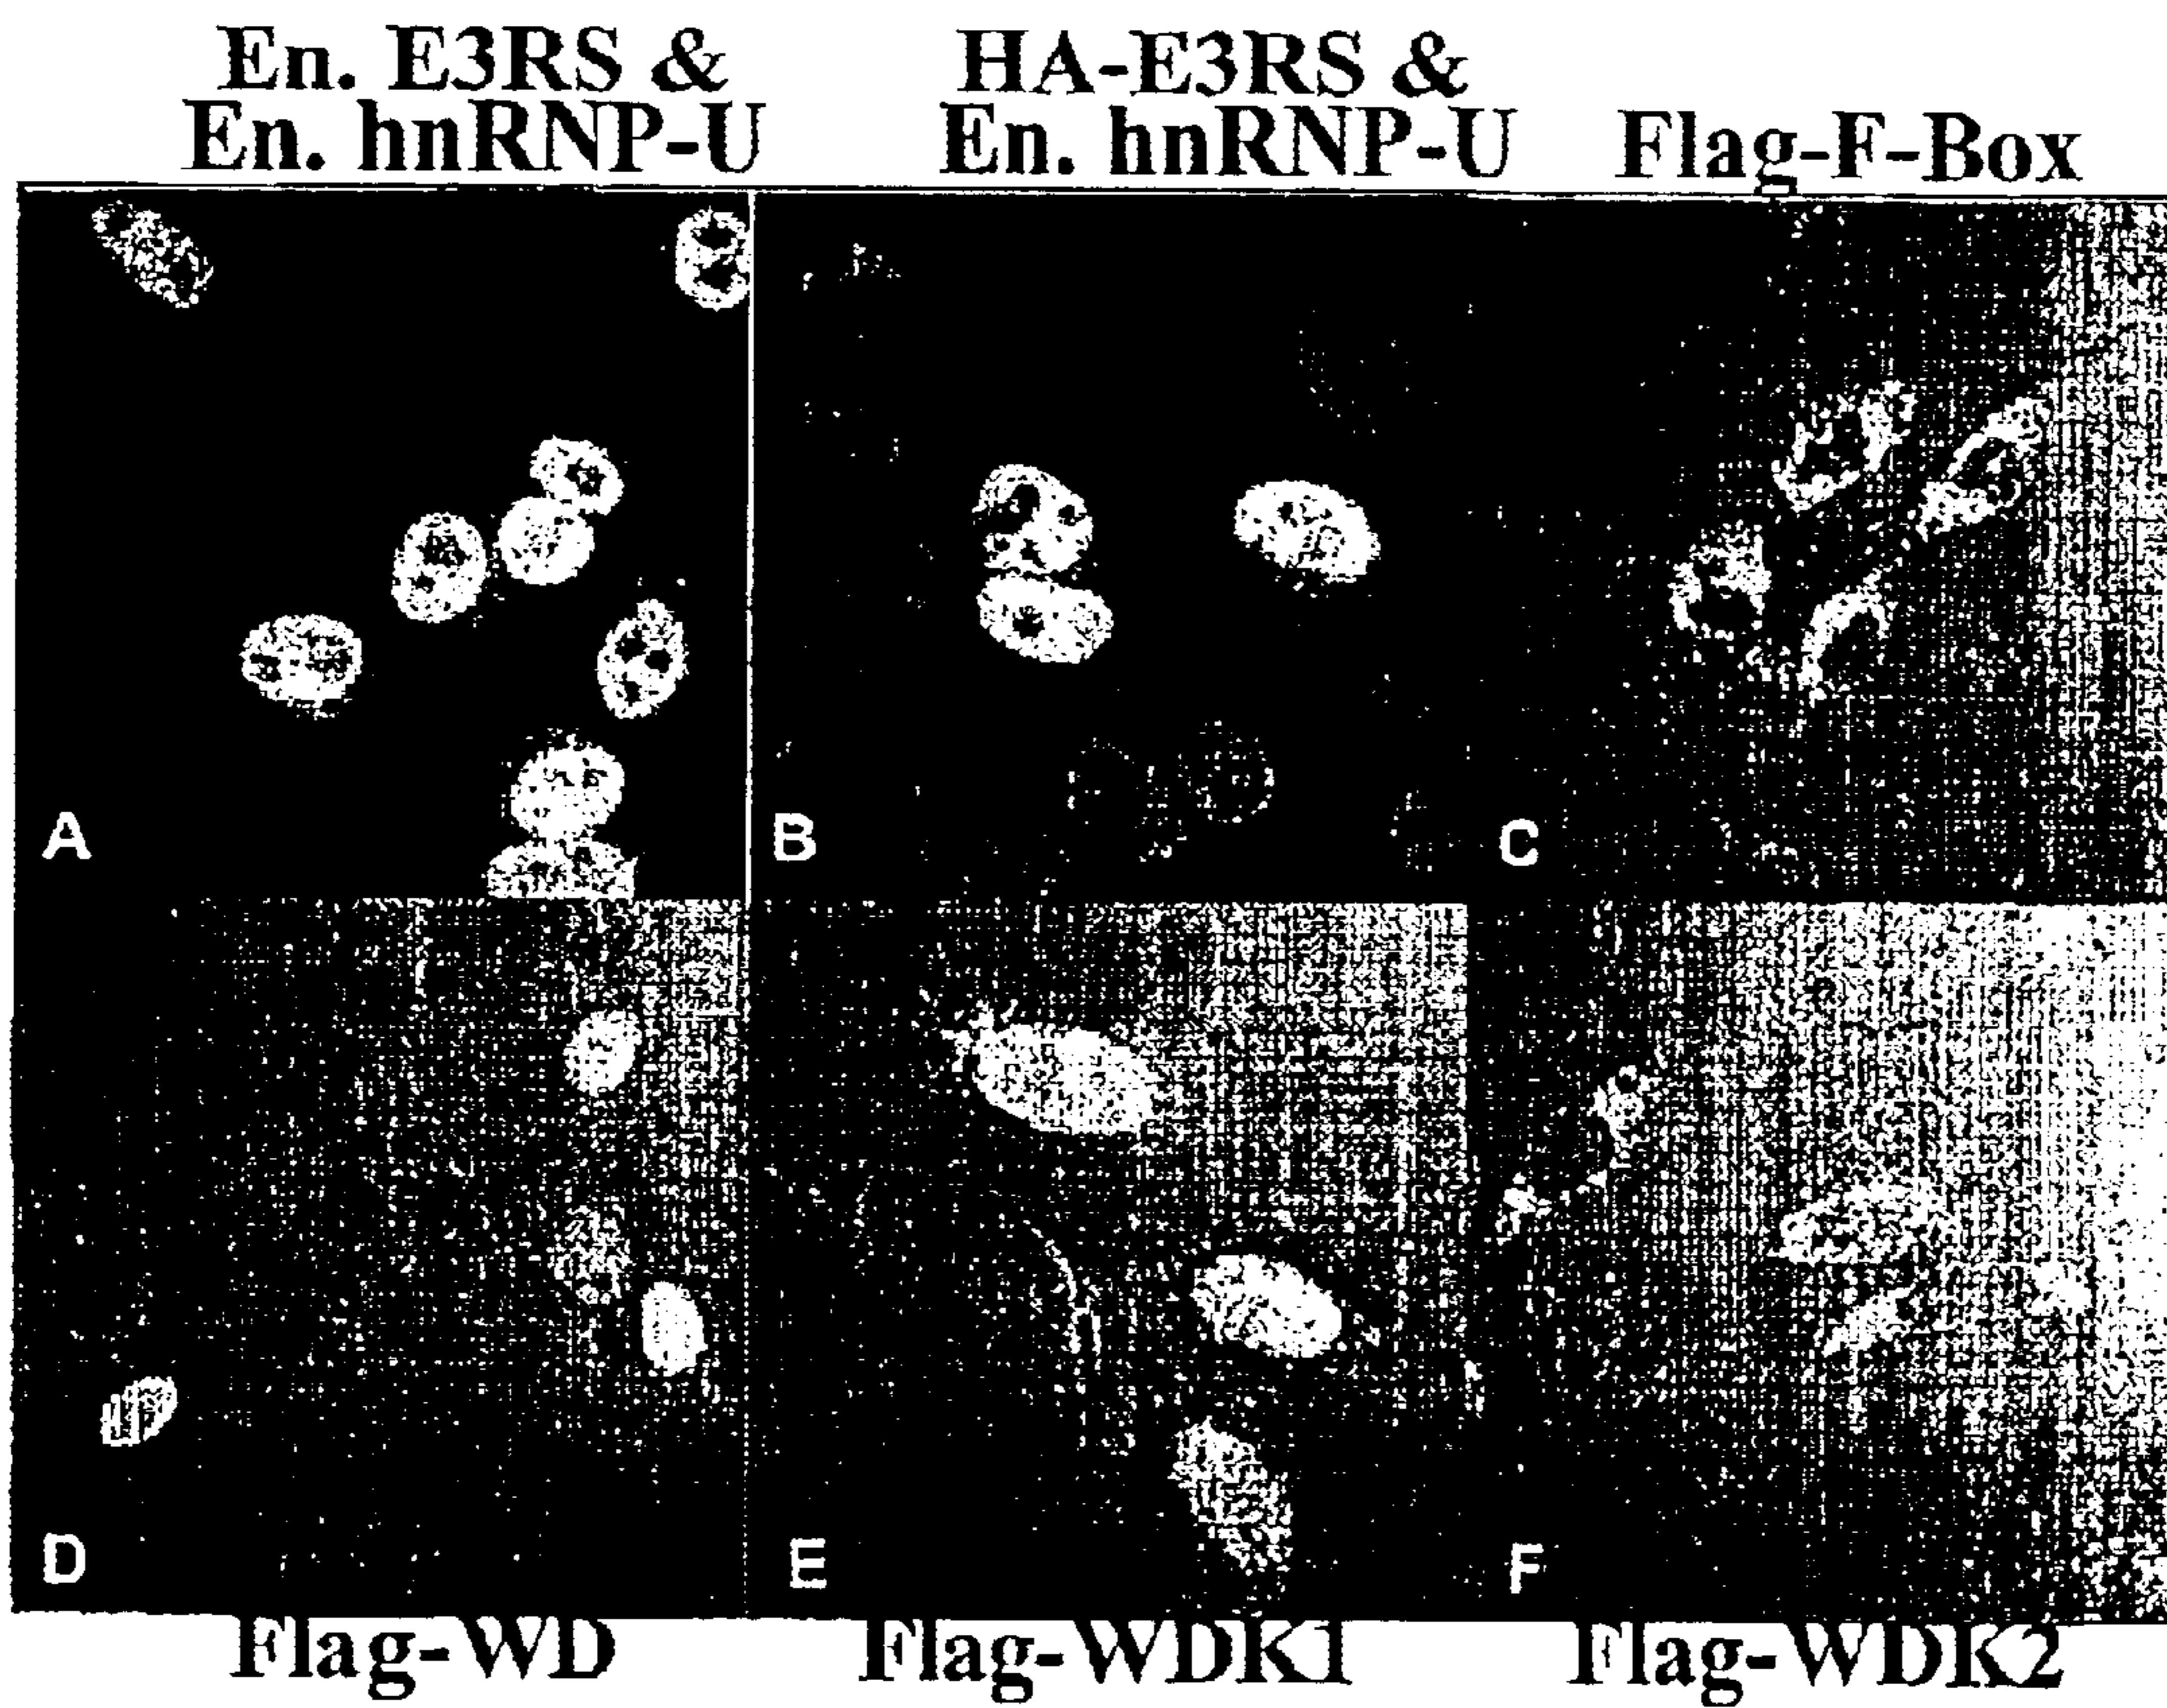 En. E3RS &
En. hnRNP-U
HA-E3RS &
En. hnRNP-U
Flag-F-Box
A
B
C
D
E
F
Flag-WD
Flag-WDK1
Flag-WDK2